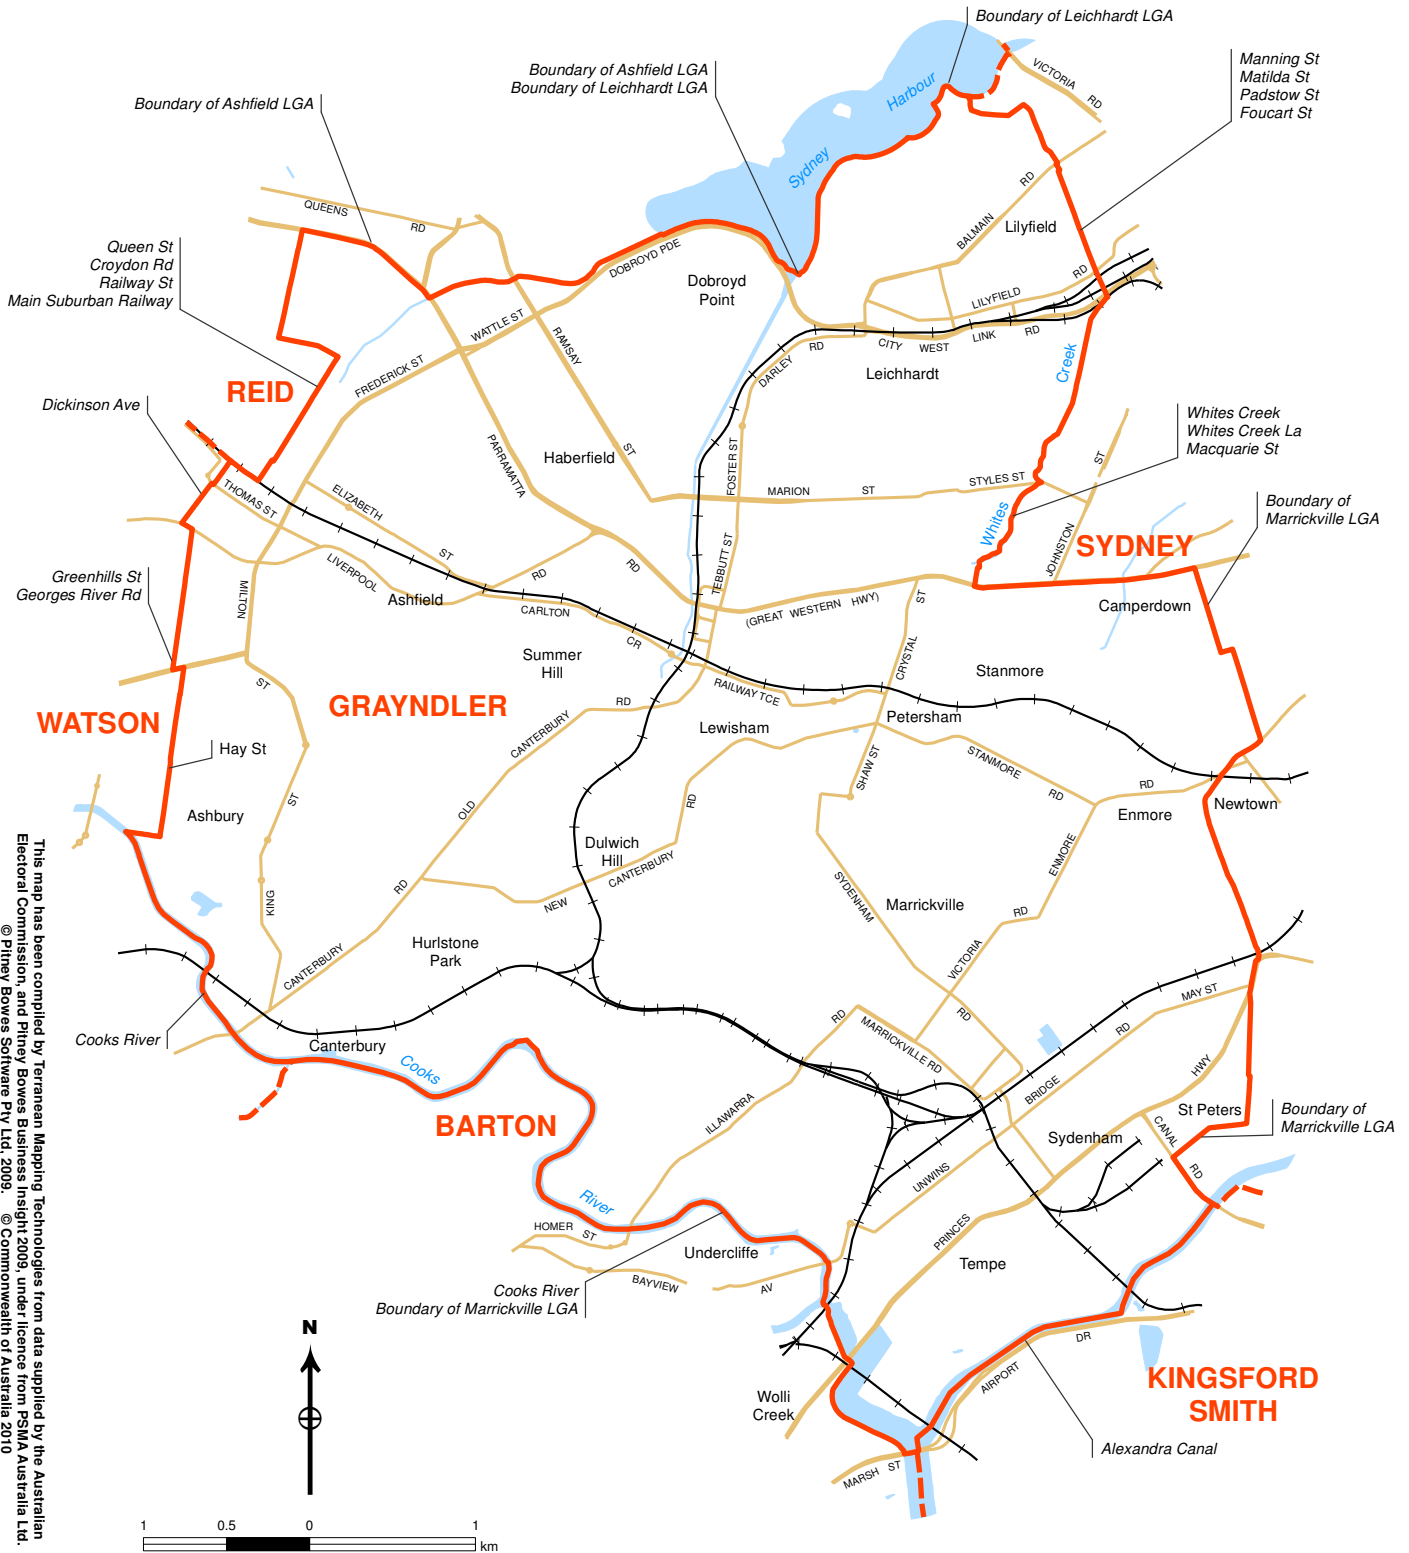 Boundary of Leichhardt LGA
Boundary of Ashfield LGA
Boundary of Leichhardt LGA
Manning St
Matilda St
Padstow St
Foucart St
Boundary of Ashfield LGA
VICTORIA
RD
Harbour
Sydney
QUEENS
RD
RD
BALMAIN
Lilyfield
Queen St
Croydon Rd
Railway St
Main Suburban Railway
DOBROYD PDE
Dobroyd
Point
RD
LILYFIELD
WATTLE ST
RAMSAY
LINK
RD
CITY
WEST
RD
DARLEY
Leichhardt
Creek
FREDERICK ST
REID
Dickinson Ave
Whites Creek
Whites Creek La
Macquarie St
PARRAMATTA
Haberfield
ST
FOSTER ST
ST
THOMAS ST
ELIZABETH
MARION
ST
STYLES ST
Boundary of
Marrickville LGA
Whites
JOHNSTON
SYDNEY
ST
LIVERPOOL
RD
RD
TEBBUTT ST
Greenhills St
Georges River Rd
MILTON
Ashfield
CARLTON
(GREAT WESTERN HWY)
ST
Camperdown
CR
Summer
Hill
CRYSTAL
Stanmore
ST
RAILWAY TCE
GRAYNDLER
WATSON
RD
CANTERBURY
Lewisham
Petersham
Hay St
SHAW ST
STANMORE
RD
RD
ST
OLD
RD
Ashbury
Enmore
Newtown
Dulwich
Hill
CANTERBURY
ENMORE
RD
SYDENHAM
KING
NEW
Marrickville
RD
Hurlstone
Park
CANTERBURY
VICTORIA
MAY ST
RD
RD
MARRICKVILLE RD
RD
Cooks River
Canterbury
Cooks
HWY
BRIDGE
ILLAWARRA
BARTON
St Peters
Boundary of
Marrickville LGA
Sydenham
CANAL
RD
UNWINS
River
HOMER
ST
PRINCES
Undercliffe
Tempe
BAYVIEW
AV
Cooks River
Boundary of Marrickville LGA
N
DR
AIRPORT
KINGSFORD
SMITH
Wolli
Creek
Alexandra Canal
MARSH
ST
1
0.5
0
1
km
This map has been compiled by Terranean Mapping Technologies from data supplied by the Australian
Electoral Commission, and Pitney Bowes Business Insight 2009, under licence from PSMA Australia Ltd.
© Pitney Bowes Software Pty Ltd, 2009. © Commonwealth of Australia 2010